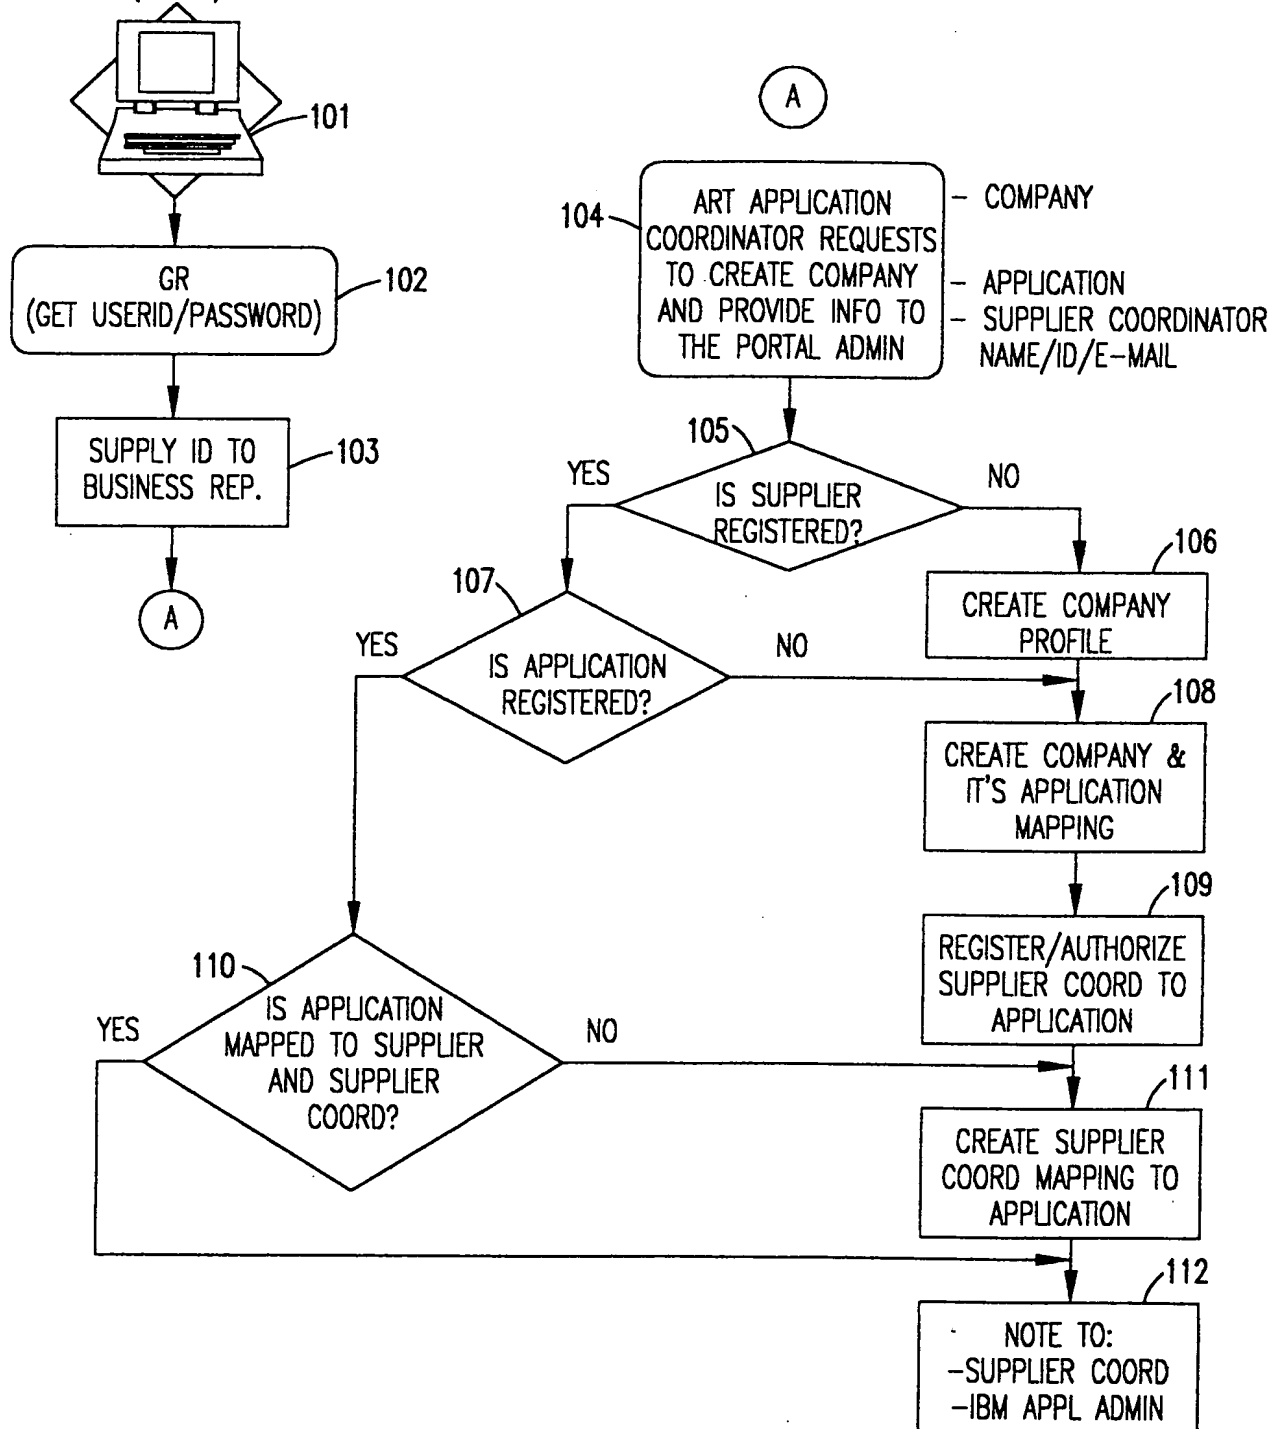 101
GR
(GET USERID/PASSWORD)
102
SUPPLY ID TO
BUSINESS REP.
103
A
A
104
ART APPLICATION
COORDINATOR REQUESTS
TO CREATE COMPANY
AND PROVIDE INFO TO
THE PORTAL ADMIN
- COMPANY
- APPLICATION
- SUPPLIER COORDINATOR
NAME/ID/E-MAIL
105
YES
IS SUPPLIER
REGISTERED?
NO
106
CREATE COMPANY
PROFILE
107
YES
IS APPLICATION
REGISTERED?
NO
108
CREATE COMPANY &
IT'S APPLICATION
MAPPING
109
REGISTER/AUTHORIZE
SUPPLIER COORD TO
APPLICATION
110
YES
IS APPLICATION
MAPPED TO SUPPLIER
AND SUPPLIER
COORD?
NO
111
CREATE SUPPLIER
COORD MAPPING TO
APPLICATION
112
NOTE TO:
-SUPPLIER COORD
-IBM APPL ADMIN